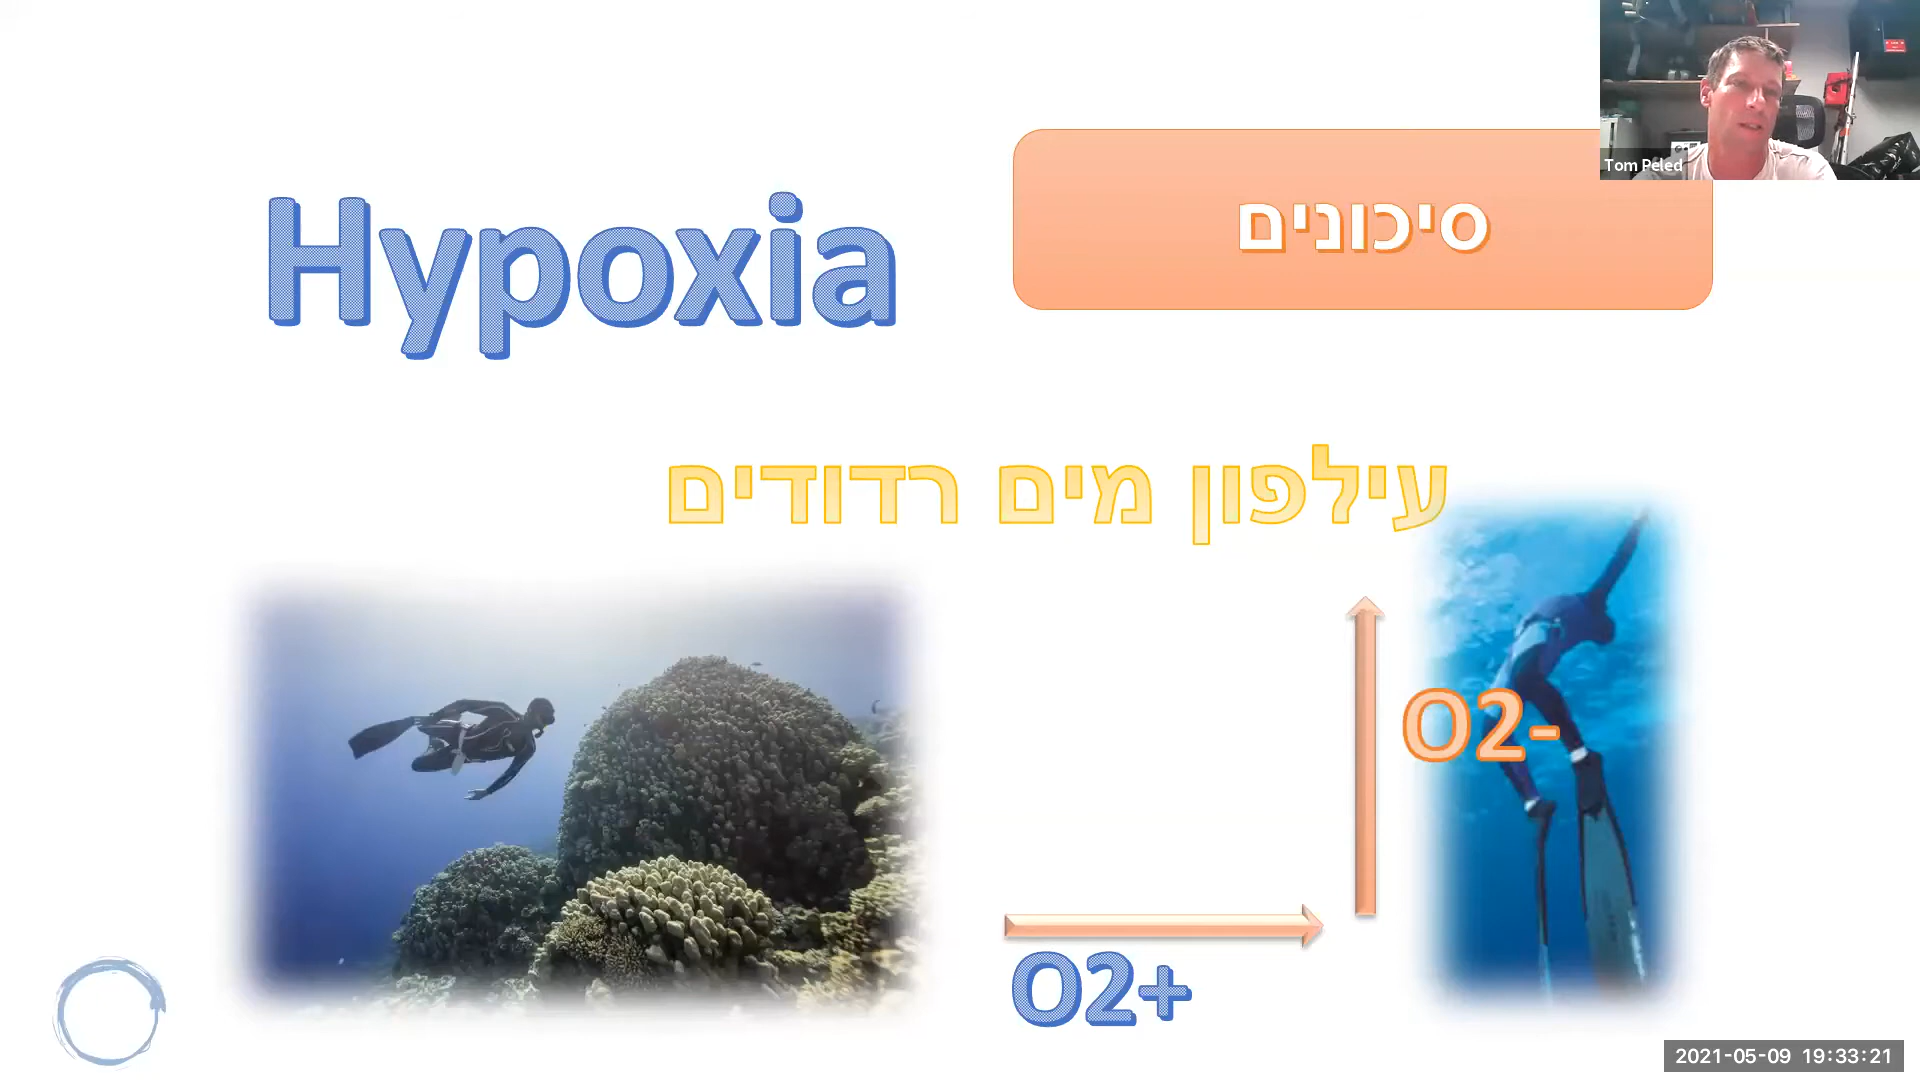 Tom Peled
סיכונים
Hypoxia
עילפון מים רדודים
O2-
O2+
2021-05-09 19:33:21